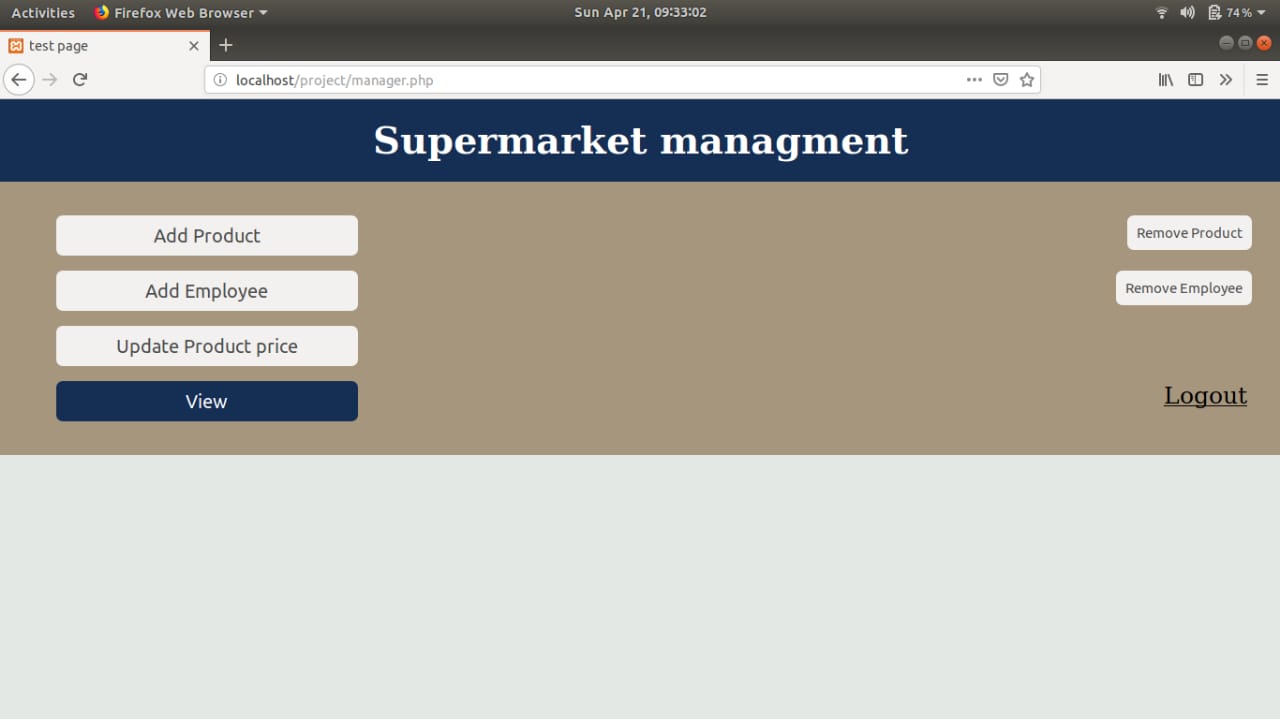 Activities Firefox Web Browser Sun Apr 21, 09:33:02 74%
test page
localhost/project/manager.php
Supermarket managment
Add Product Remove Product
Add Employee Remove Employee
Update Product price
View Logout